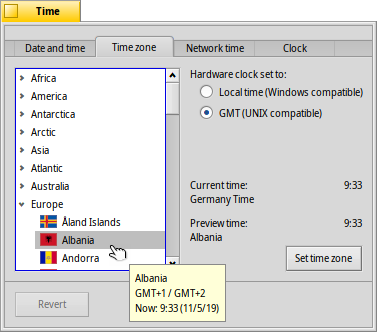 Time
Date and time Time zone Network time Clock
Africa
America
Antarctica
Arctic
Asia
Atlantic
Australia
Europe
Åland Islands
Albania
Andorra
Hardware clock set to:
Local time (Windows compatible)
GMT (UNIX compatible)
Current time: 9:33
Germany Time
Preview time: 9:33
Albania
Set time zone
Albania
GMT+1 / GMT+2
Now: 9:33 (11/5/19)
Revert